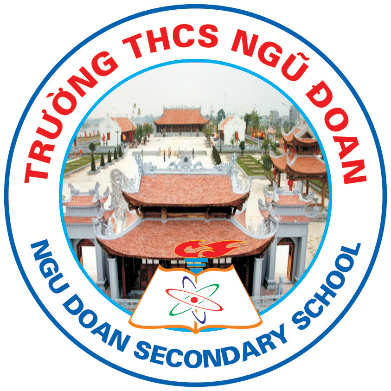 TRƯỜNG THCS NGŨ ĐOAN
NGU DOAN SECONDARY SCHOOL